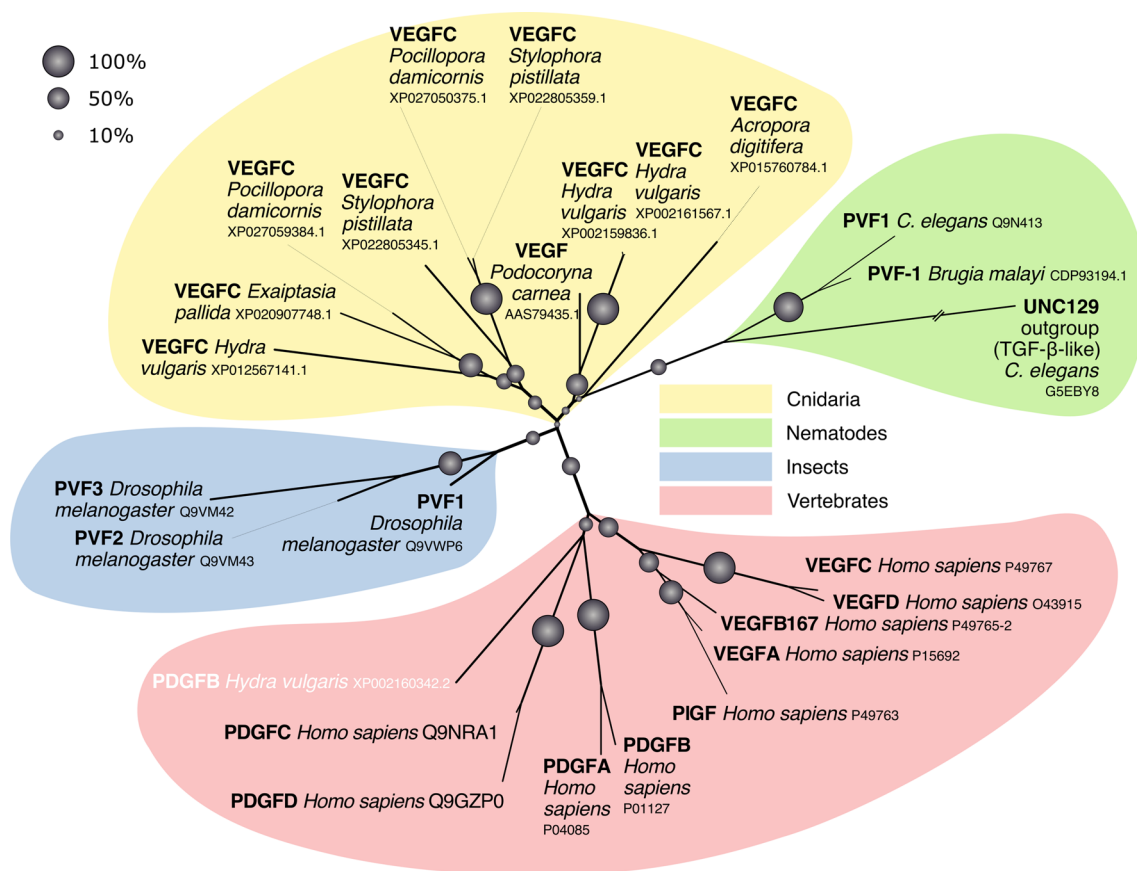 100%
50%
10%
VEGFC
Pocillopora
damicornis
XP027050375.1
VEGFC
Stylophora
pistillata
XP022805359.1
VEGFC
Acropora
digitifera
XP015760784.1
VEGFC
Pocillopora
damicornis
XP027059384.1
VEGFC
Stylophora
pistillata
XP022805345.1
VEGFC
Hydra
vulgaris
XP002159836.1
VEGFC
Hydra
vulgaris
XP002161567.1
VEGF
Podocoryna
carnea
AAS79435.1
VEGFC Exaiptasia
pallida XP020907748.1
VEGFC Hydra
vulgaris XP012567141.1
PVF1 C. elegans Q9N413
PVF-1 Brugia malayi CDP93194.1
UNC129
outgroup
(TGF-β-like)
C. elegans
G5EBY8
Cnidaria
Nematodes
Insects
Vertebrates
PVF3 Drosophila
melanogaster Q9VM42
PVF2 Drosophila
melanogaster Q9VM43
PVF1
Drosophila
melanogaster Q9VWP6
VEGFC Homo sapiens P49767
VEGFD Homo sapiens O43915
VEGFB167 Homo sapiens P49765-2
VEGFA Homo sapiens P15692
PlGF Homo sapiens P49763
PDGFB Hydra vulgaris XP002160342.2
PDGFC Homo sapiens Q9NRA1
PDGFD Homo sapiens Q9GZP0
PDGFA
Homo
sapiens
P04085
PDGFB
Homo
sapiens
P01127